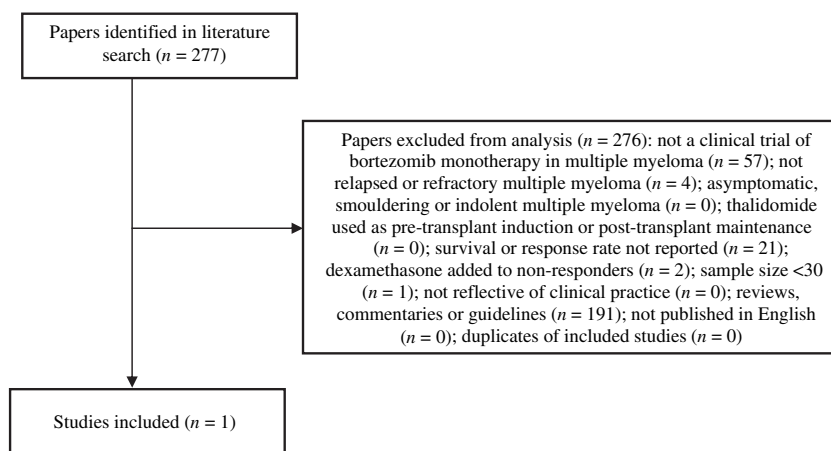 Papers identified in literature
search (n = 277)
Papers excluded from analysis (n = 276): not a clinical trial of
bortezomib monotherapy in multiple myeloma (n = 57); not
relapsed or refractory multiple myeloma (n = 4); asymptomatic,
smouldering or indolent multiple myeloma (n = 0); thalidomide
used as pre-transplant induction or post-transplant maintenance
(n = 0); survival or response rate not reported (n = 21);
dexamethasone added to non-responders (n = 2); sample size <30
(n = 1); not reflective of clinical practice (n = 0); reviews,
commentaries or guidelines (n = 191); not published in English
(n = 0); duplicates of included studies (n = 0)
Studies included (n = 1)